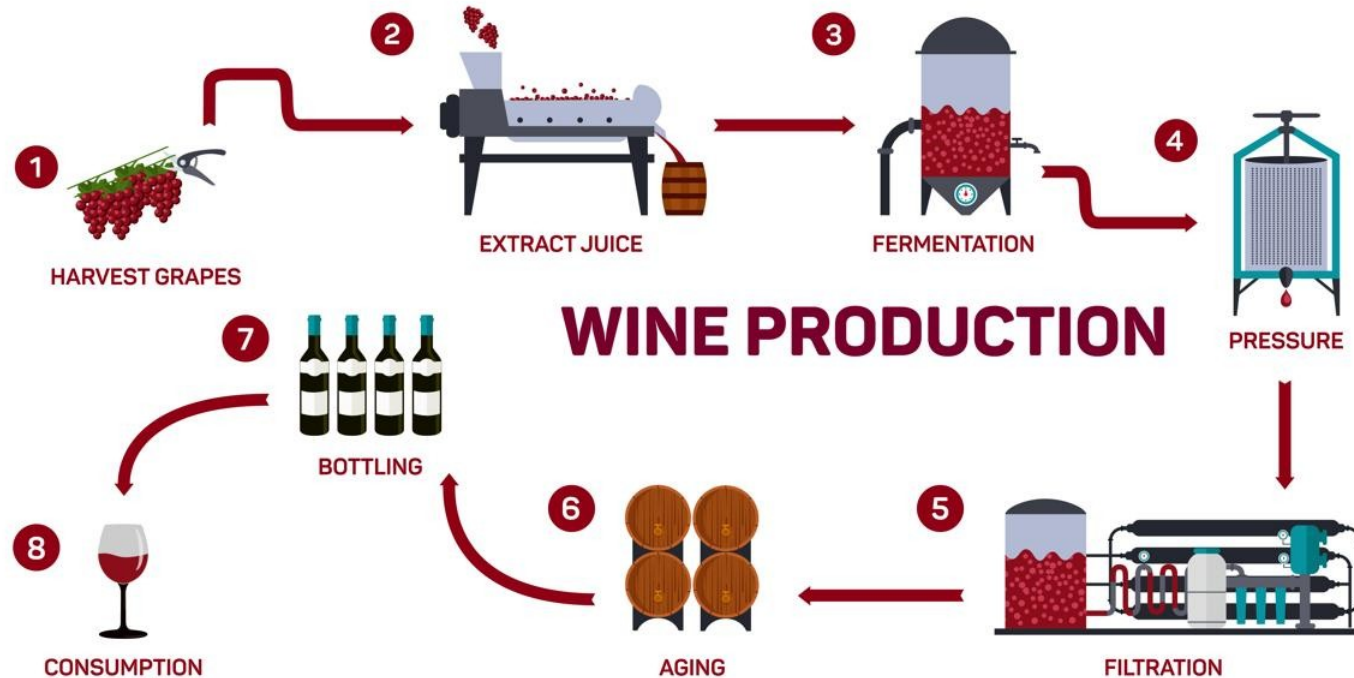 1
HARVEST GRAPES
2
EXTRACT JUICE
3
FERMENTATION
4
PRESSURE
WINE PRODUCTION
5
FILTRATION
6
AGING
7
BOTTLING
8
CONSUMPTION